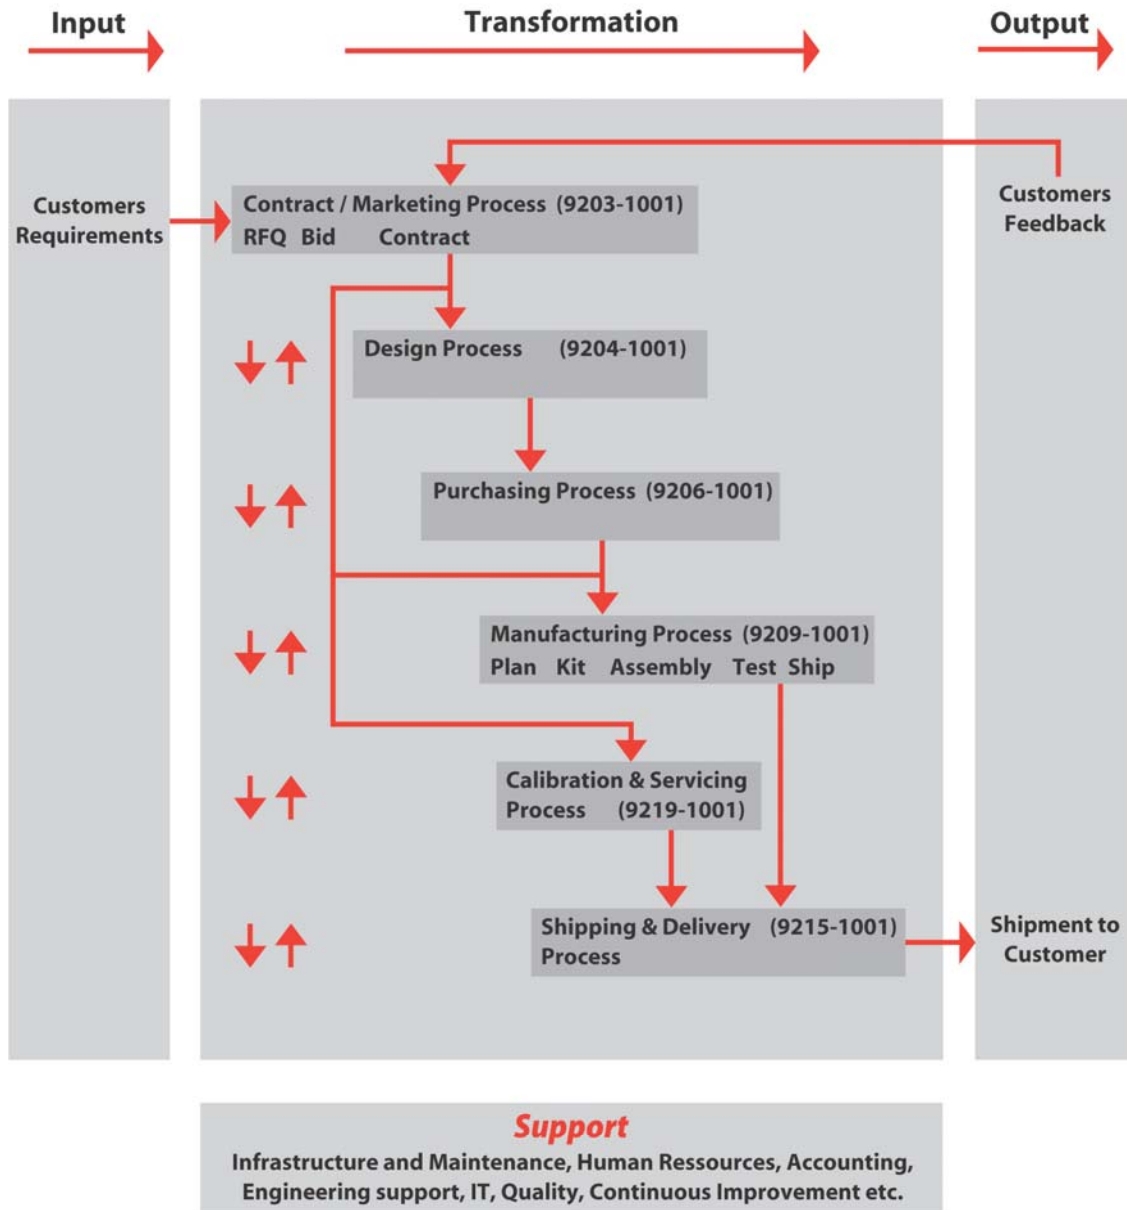 Input
Transformation
Output
Customers
Requirements
Contract / Marketing Process (9203-1001)
RFQ Bid Contract
Customers
Feedback
Design Process (9204-1001)
Purchasing Process (9206-1001)
Manufacturing Process (9209-1001)
Plan Kit Assembly Test Ship
Calibration & Servicing
Process (9219-1001)
Shipping & Delivery (9215-1001)
Process
Shipment to
Customer
Support
Infrastructure and Maintenance, Human Ressources, Accounting,
Engineering support, IT, Quality, Continuous Improvement etc.